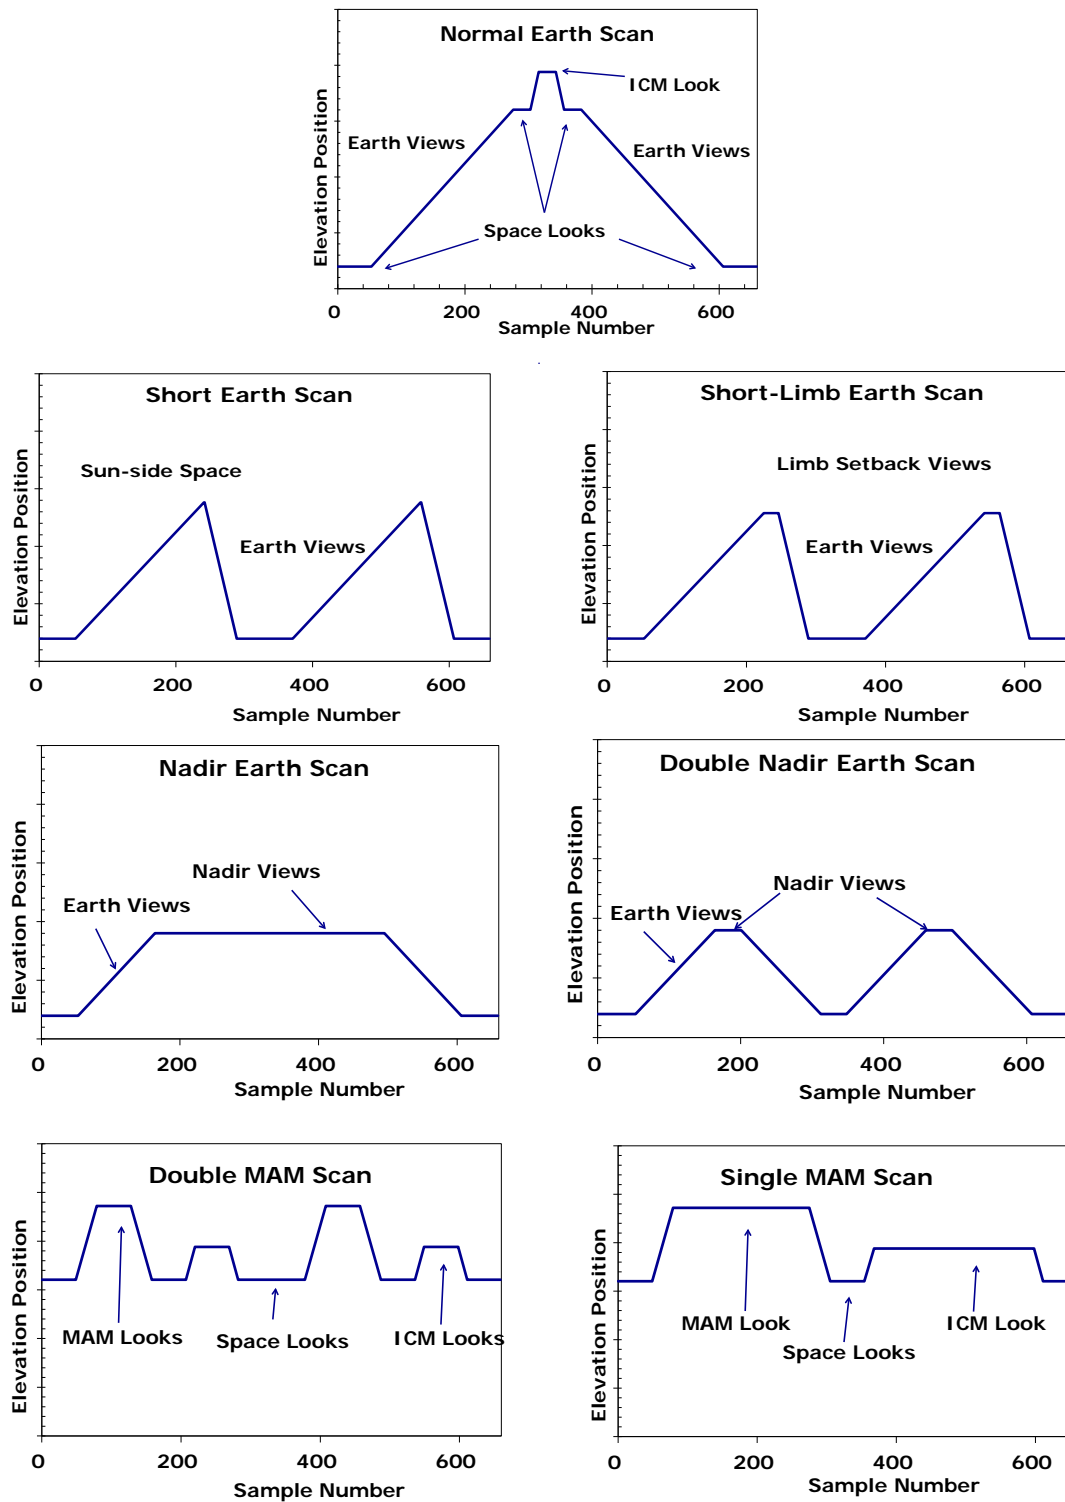 Normal Earth Scan
ICM Look
Earth Views
Earth Views
Space Looks
Elevation Position
0 200 400 600
Sample Number
Short Earth Scan
Sun-side Space
Earth Views
Elevation Position
0 200 400 600
Sample Number
Short-Limb Earth Scan
Limb Setback Views
Earth Views
Elevation Position
0 200 400 600
Sample Number
Nadir Earth Scan
Nadir Views
Earth Views
Elevation Position
0 200 400 600
Sample Number
Double Nadir Earth Scan
Nadir Views
Earth Views
Elevation Position
0 200 400 600
Sample Number
Double MAM Scan
MAM Looks
Space Looks
ICM Looks
Elevation Position
0 200 400 600
Sample Number
Single MAM Scan
MAM Look
ICM Look
Space Looks
Elevation Position
0 200 400 600
Sample Number